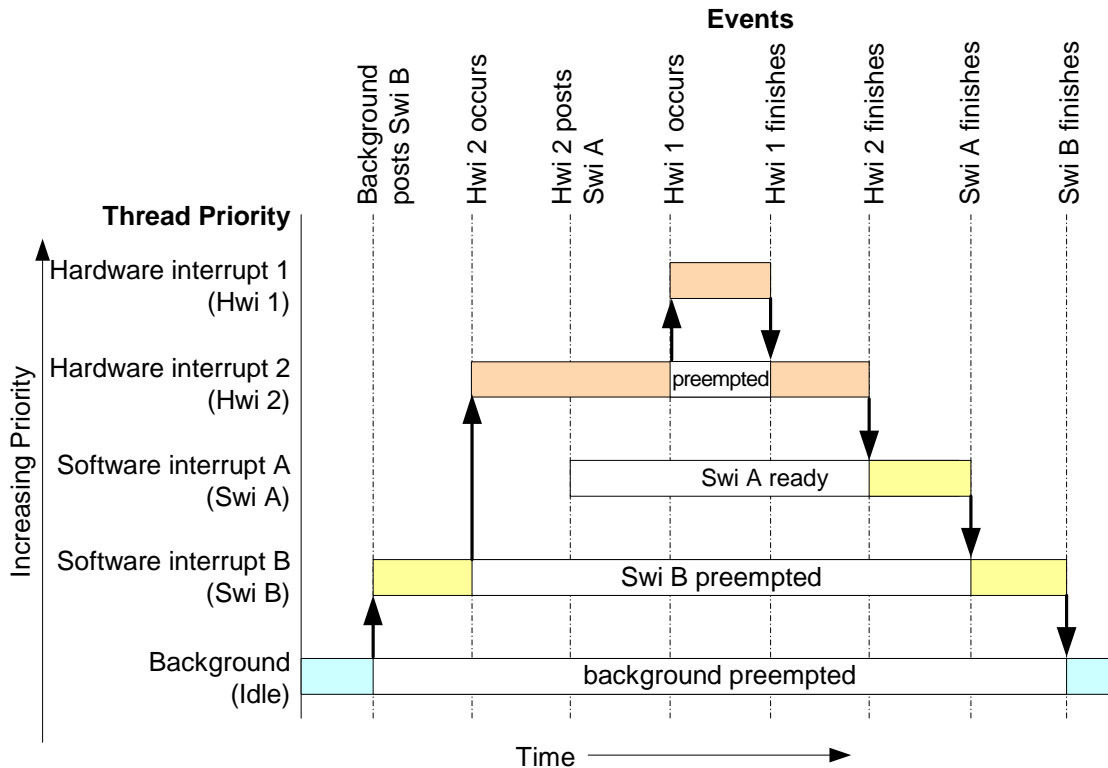 Events
Background
posts Swi B
Hwi 2 occurs
Hwi 2 posts
Swi A
Hwi 1 occurs
Hwi 1 finishes
Hwi 2 finishes
Swi A finishes
Swi B finishes
Thread Priority
Increasing Priority
Hardware interrupt 1
(Hwi 1)
Hardware interrupt 2
(Hwi 2)
preempted
Software interrupt A
(Swi A)
Swi A ready
Software interrupt B
(Swi B)
Swi B preempted
Background
(Idle)
background preempted
Time